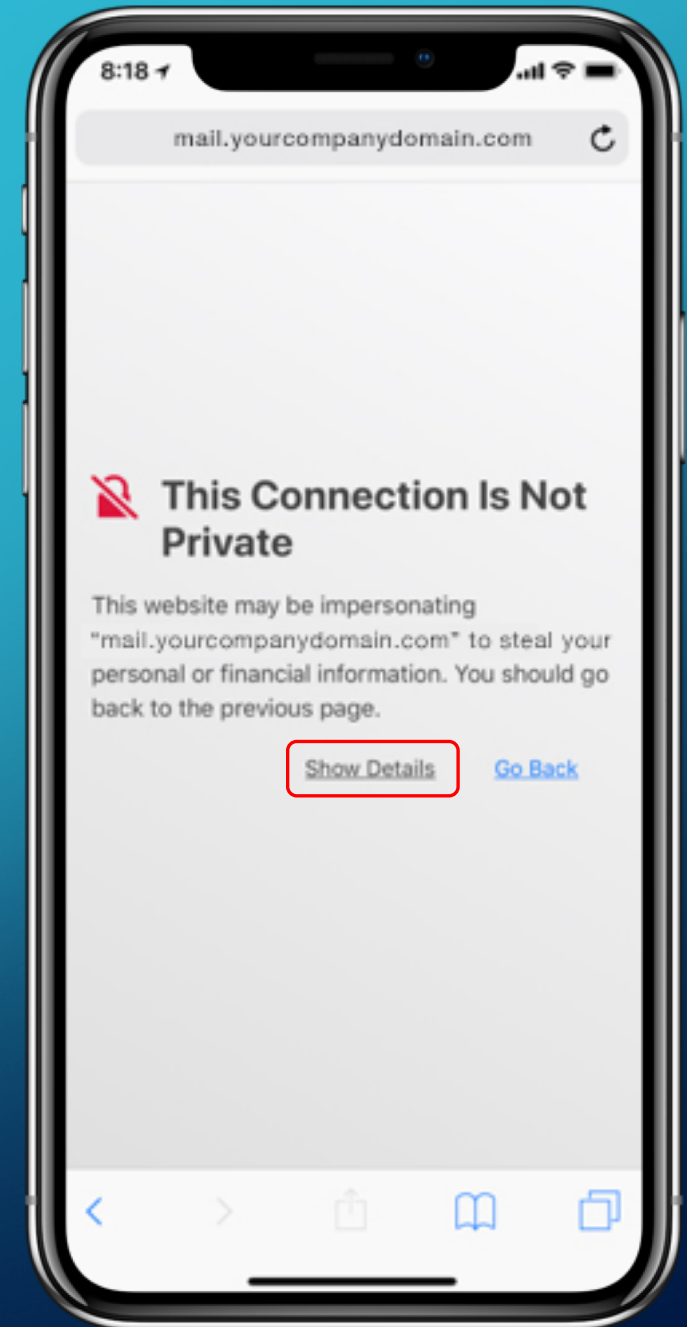 8:18
mail.yourcompanydomain.com
This Connection Is Not
Private
This website may be impersonating
"mail.yourcompanydomain.com" to steal your
personal or financial information. You should go
back to the previous page.
Show Details Go Back